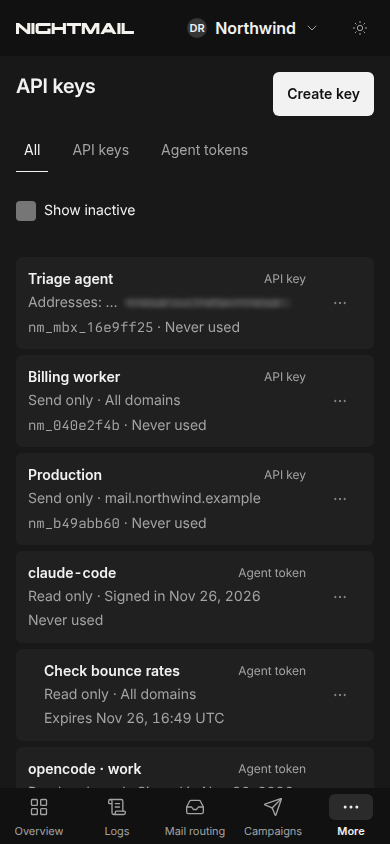 NIGHTMAIL
DR Northwind
API keys
Create key
All API keys Agent tokens
Show inactive
Triage agent API key
Addresses: ...
nm_mbx_16e9ff25 · Never used
Billing worker API key
Send only · All domains
nm_040e2f4b · Never used
Production API key
Send only · mail.northwind.example
nm_b49abb60 · Never used
claude-code Agent token
Read only · Signed in Nov 26, 2026
Never used
Check bounce rates Agent token
Read only · All domains
Expires Nov 26, 16:49 UTC
opencode · work Agent token
Overview Logs Mail routing Campaigns More